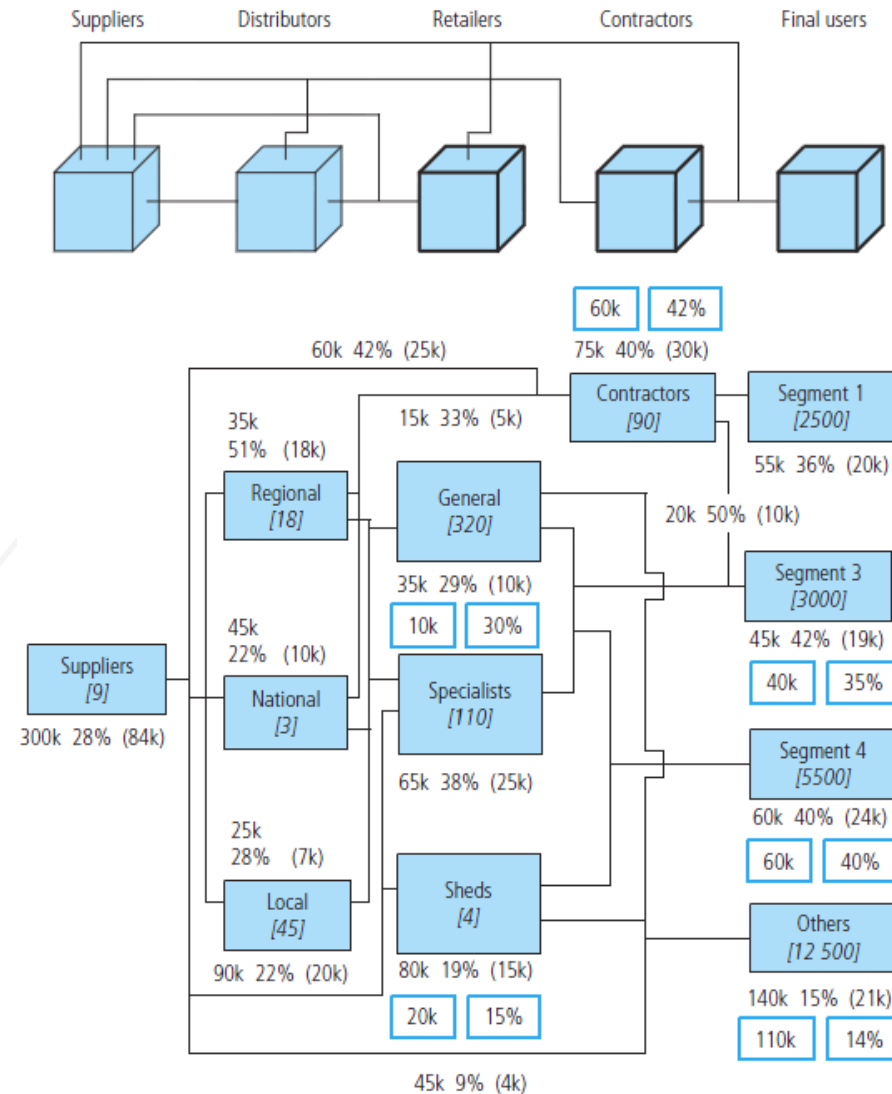 Suppliers Distributors Retailers Contractors Final users
60k 42%
60k 42% (25k) 75k 40% (30k)
Contractors
[90]
Segment 1
[2500]
35k
51% (18k)
15k 33% (5k)
55k 36% (20k)
Regional
[18]
General
[320]
20k 50% (10k)
35k 29% (10k)
10k 30%
Segment 3
[3000]
45k 42% (19k)
40k 35%
45k
22% (10k)
Suppliers
[9]
300k 28% (84k)
National
[3]
Specialists
[110]
65k 38% (25k)
Segment 4
[5500]
60k 40% (24k)
60k 40%
25k
28% (7k)
Local
[45]
90k 22% (20k)
Sheds
[4]
80k 19% (15k)
20k 15%
Others
[12 500]
140k 15% (21k)
110k 14%
45k 9% (4k)